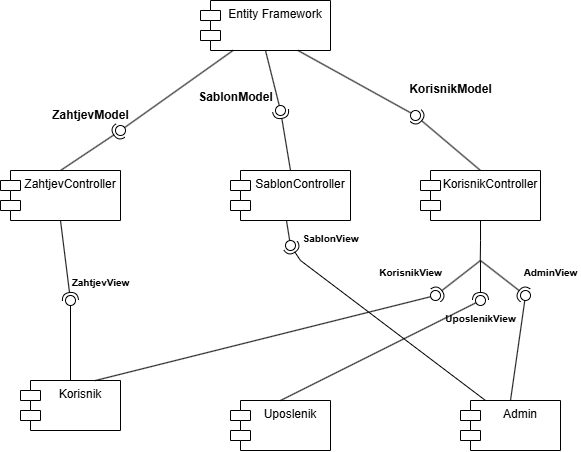 Entity Framework
KorisnikModel
SablonModel
ZahtjevModel
ZahtjevController
SablonController
KorisnikController
SablonView
KorisnikView
AdminView
ZahtjevView
UposlenikView
Korisnik
Uposlenik
Admin